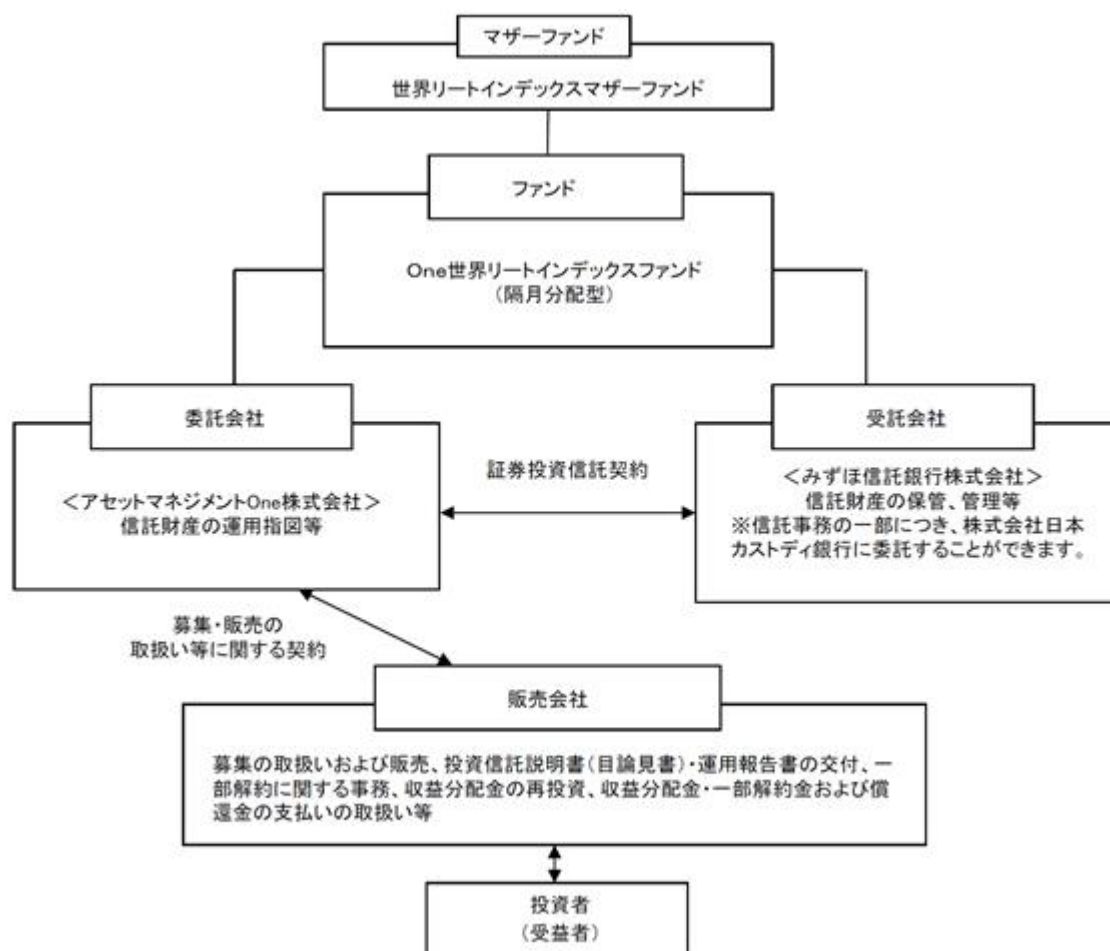 マザーファンド
世界リートインデックスマザーファンド
ファンド
One世界リートインデックスファンド
（隔月分配型）
委託会社
＜アセットマネジメントOne株式会社＞
信託財産の運用指図等
証券投資信託契約
受託会社
＜みずほ信託銀行株式会社＞
信託財産の保管、管理等
※信託事務の一部につき、株式会社日本
カストディ銀行に委託することができます。
募集・販売の
取扱い等に関する契約
販売会社
募集の取扱いおよび販売、投資信託説明書（目論見書）・運用報告書の交付、一
部解約に関する事務、収益分配金の再投資、収益分配金・一部解約金および償
還金の支払いの取扱い等
投資者
（受益者）